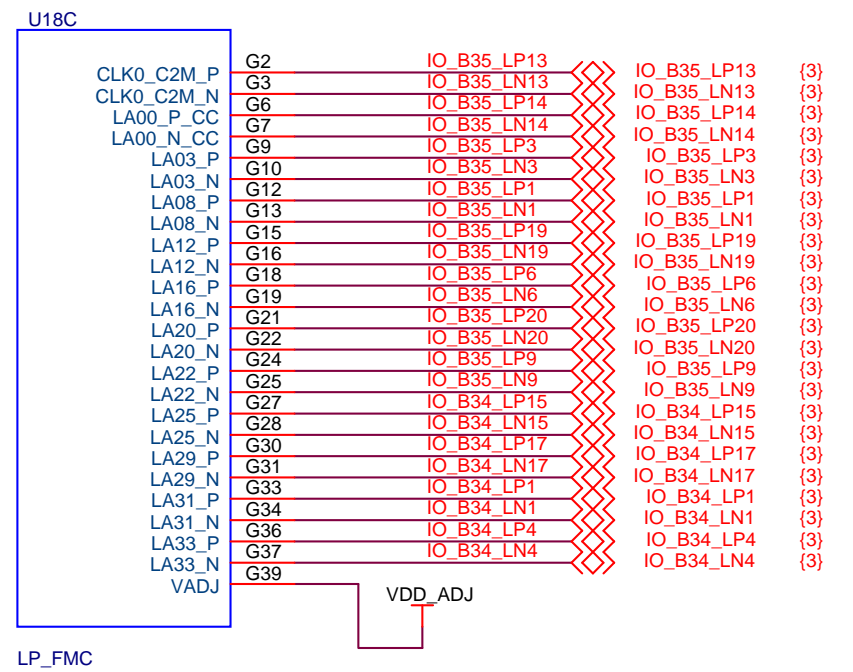 U18C
CLK0_C2M_P G2 IO_B35_LP13 IO_B35_LP13 {3}
CLK0_C2M_N G3 IO_B35_LN13 IO_B35_LN13 {3}
LA00_P_CC G6 IO_B35_LP14 IO_B35_LP14 {3}
LA00_N_CC G7 IO_B35_LN14 IO_B35_LN14 {3}
LA03_P G9 IO_B35_LP3 IO_B35_LP3 {3}
LA03_N G10 IO_B35_LN3 IO_B35_LN3 {3}
LA08_P G12 IO_B35_LP1 IO_B35_LP1 {3}
LA08_N G13 IO_B35_LN1 IO_B35_LN1 {3}
LA12_P G15 IO_B35_LP19 IO_B35_LP19 {3}
LA12_N G16 IO_B35_LN19 IO_B35_LN19 {3}
LA16_P G18 IO_B35_LP6 IO_B35_LP6 {3}
LA16_N G19 IO_B35_LN6 IO_B35_LN6 {3}
LA20_P G21 IO_B35_LP20 IO_B35_LP20 {3}
LA20_N G22 IO_B35_LN20 IO_B35_LN20 {3}
LA22_P G24 IO_B35_LP9 IO_B35_LP9 {3}
LA22_N G25 IO_B35_LN9 IO_B35_LN9 {3}
LA25_P G27 IO_B34_LP15 IO_B34_LP15 {3}
LA25_N G28 IO_B34_LN15 IO_B34_LN15 {3}
LA29_P G30 IO_B34_LP17 IO_B34_LP17 {3}
LA29_N G31 IO_B34_LN17 IO_B34_LN17 {3}
LA31_P G33 IO_B34_LP1 IO_B34_LP1 {3}
LA31_N G34 IO_B34_LN1 IO_B34_LN1 {3}
LA33_P G36 IO_B34_LP4 IO_B34_LP4 {3}
LA33_N G37 IO_B34_LN4 IO_B34_LN4 {3}
VADJ G39
VDD_ADJ
LP_FMC